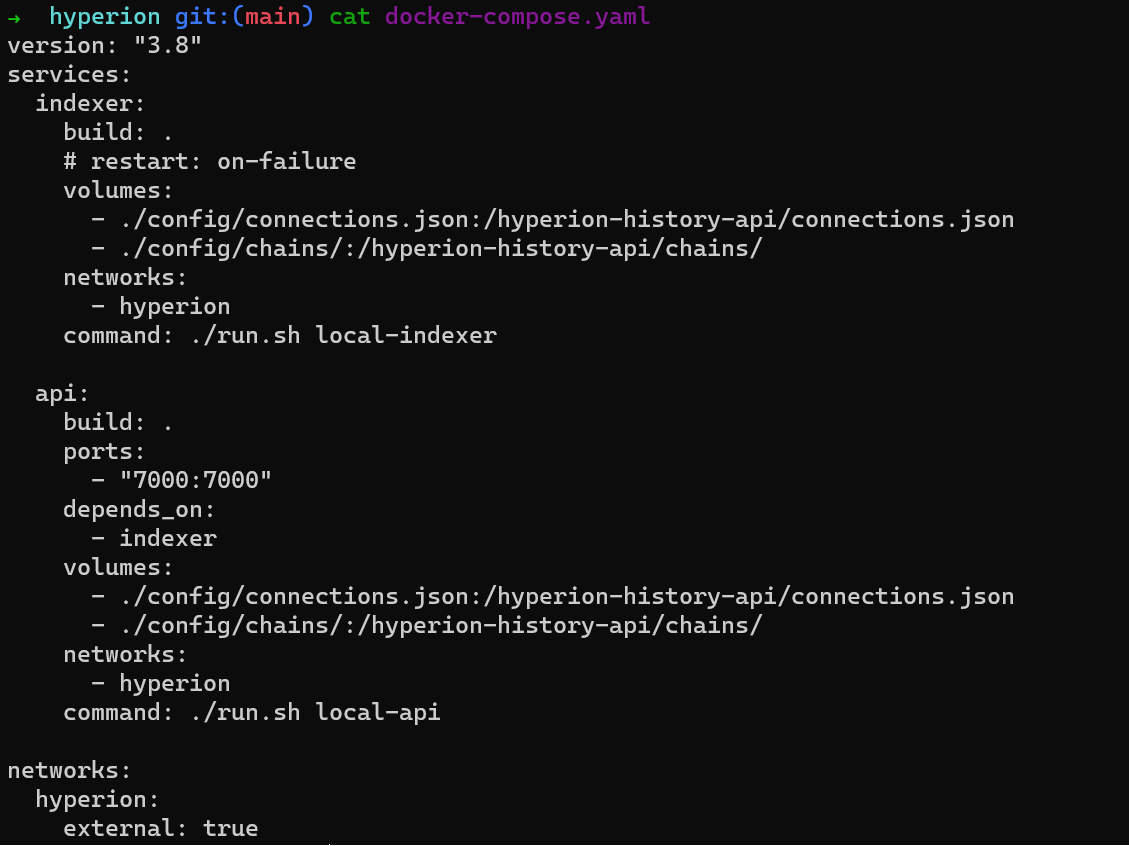 ➜  hyperion git:(main) cat docker-compose.yaml
version: "3.8"
services:
  indexer:
    build: .
    # restart: on-failure
    volumes:
      - ./config/connections.json:/hyperion-history-api/connections.json
      - ./config/chains/:/hyperion-history-api/chains/
    networks:
      - hyperion
    command: ./run.sh local-indexer

  api:
    build: .
    ports:
      - "7000:7000"
    depends_on:
      - indexer
    volumes:
      - ./config/connections.json:/hyperion-history-api/connections.json
      - ./config/chains/:/hyperion-history-api/chains/
    networks:
      - hyperion
    command: ./run.sh local-api

networks:
  hyperion:
    external: true